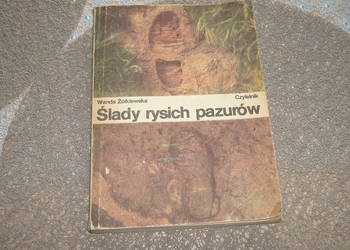 Wanda Żółkiewska Czytelnik
Ślady rysich pazurów